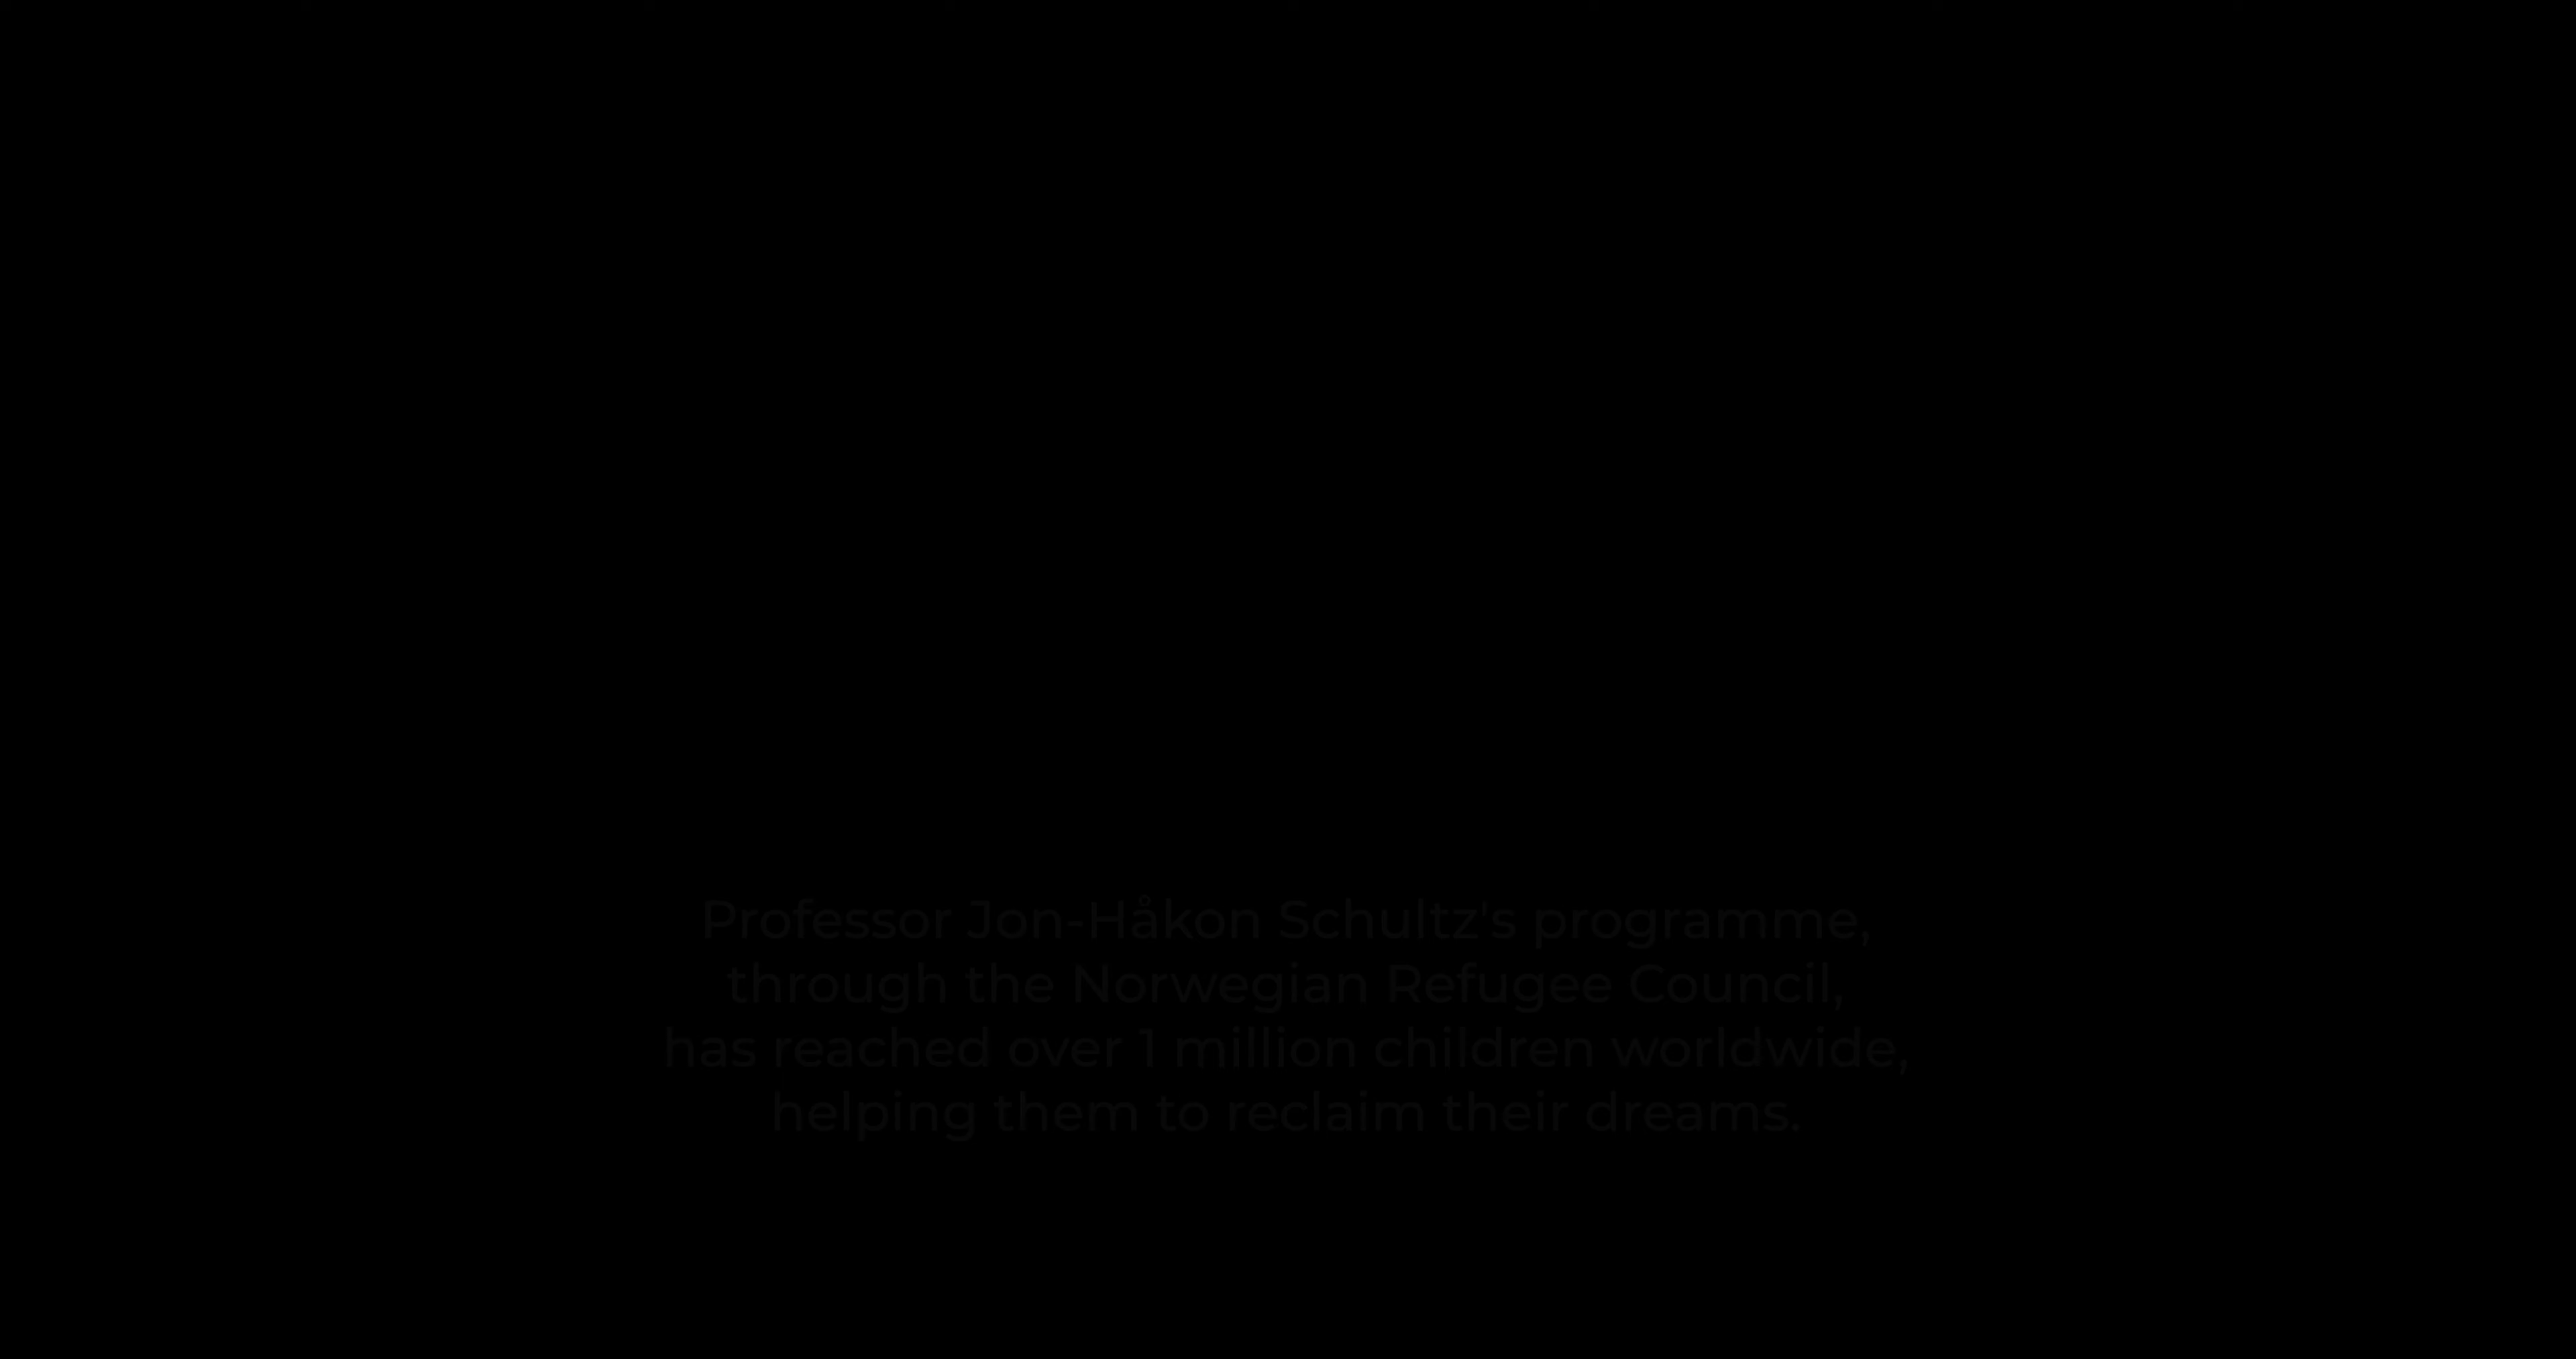 Professor Jon-Håkon Schultz's programme,
through the Norwegian Refugee Council,
has reached over 1 million children worldwide,
helping them to reclaim their dreams.